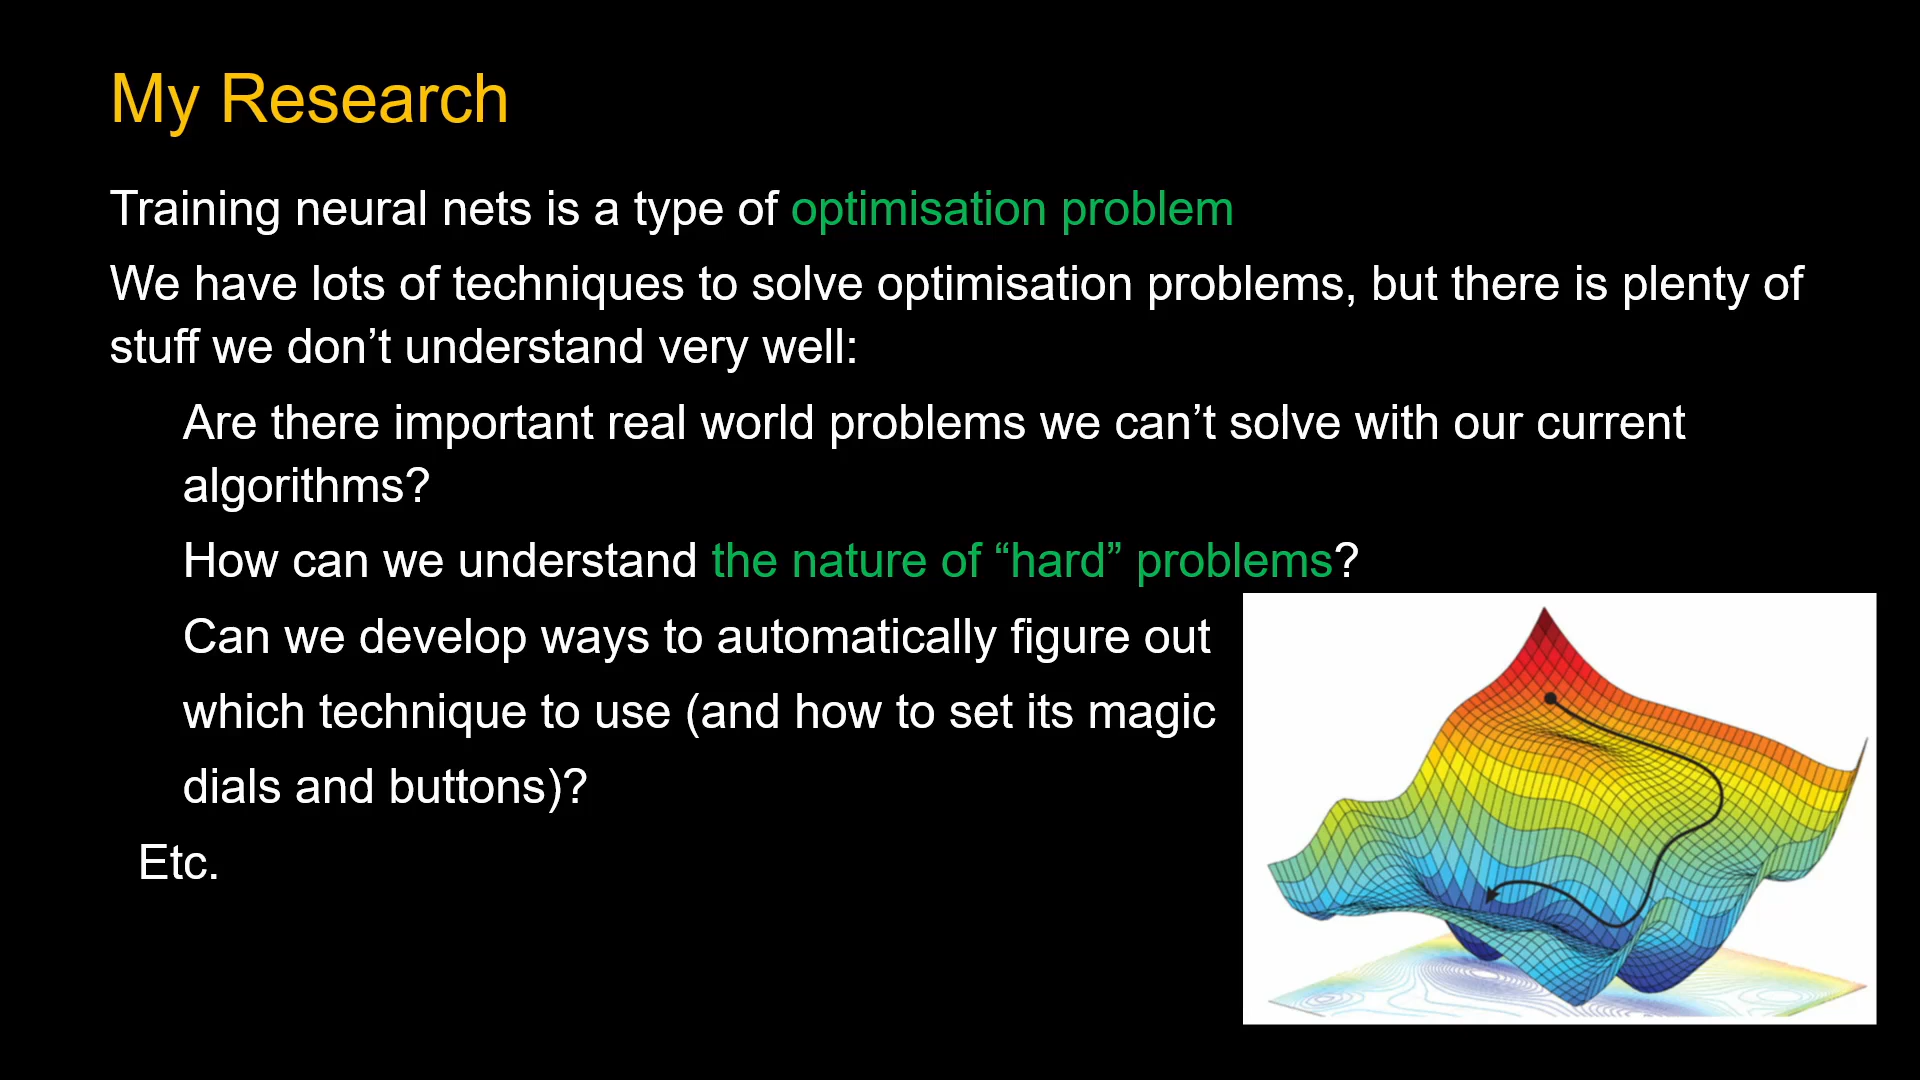 My Research
Training neural nets is a type of optimisation problem
We have lots of techniques to solve optimisation problems, but there is plenty of
stuff we don’t understand very well:
Are there important real world problems we can’t solve with our current
algorithms?
How can we understand the nature of “hard” problems?
Can we develop ways to automatically figure out
which technique to use (and how to set its magic
dials and buttons)?
Etc.